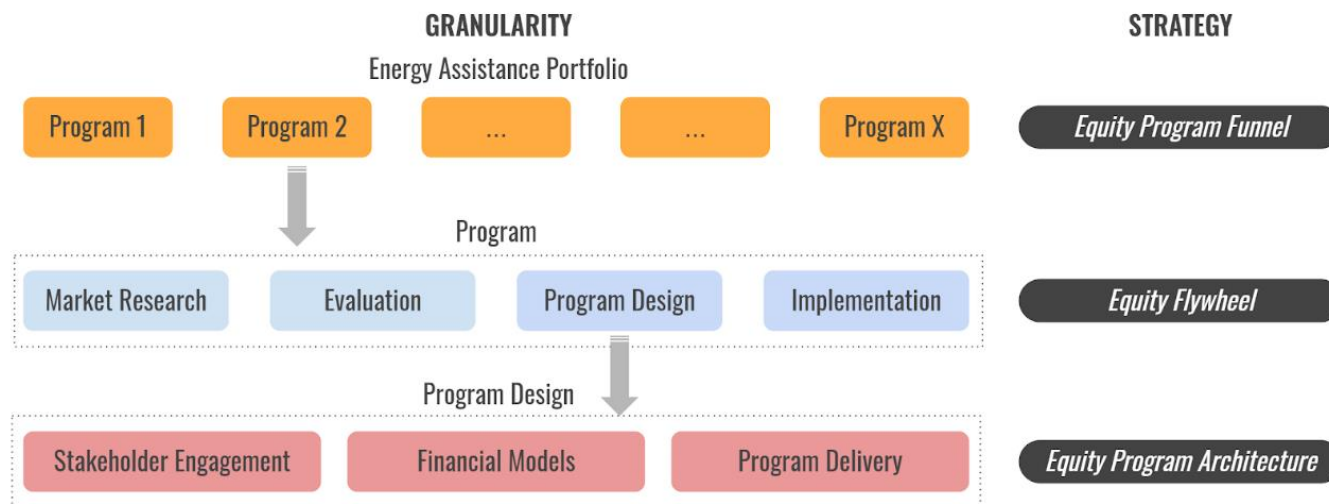 GRANULARITY
STRATEGY
Energy Assistance Portfolio
Program 1
Program 2
...
...
Program X
Equity Program Funnel
Program
Market Research
Evaluation
Program Design
Implementation
Equity Flywheel
Program Design
Stakeholder Engagement
Financial Models
Program Delivery
Equity Program Architecture